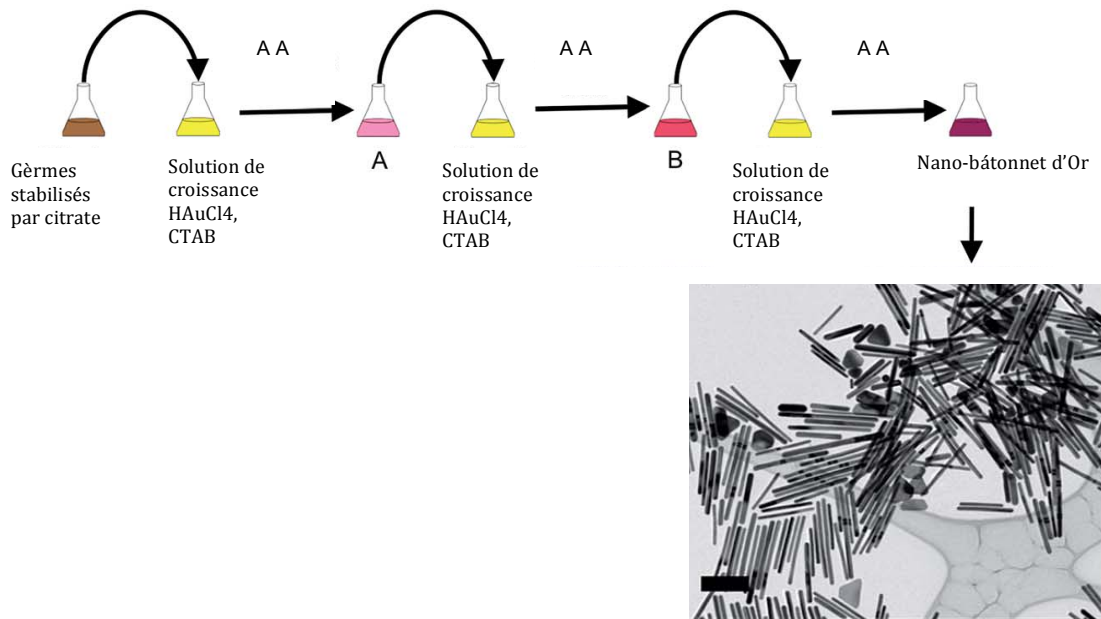 A A
A A
A A
Gèrmes
stabilisés
par citrate
Solution de
croissance
HAuCl4,
CTAB
A
Solution de
croissance
HAuCl4,
CTAB
B
Solution de
croissance
HAuCl4,
CTAB
Nano-bátonnet d’Or